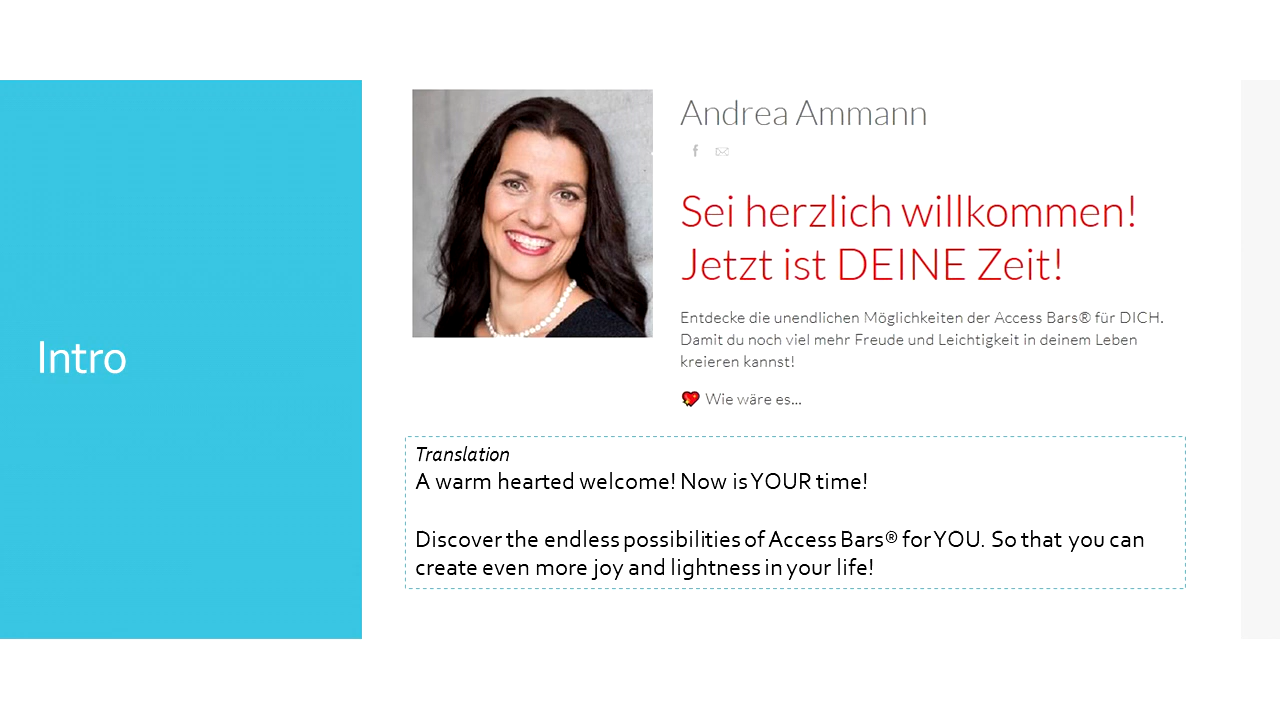 Intro
Andrea Ammann
Sei herzlich willkommen!
Jetzt ist DEINE Zeit!
Entdecke die unendlichen Möglichkeiten der Access Bars® für DICH.
Damit du noch viel mehr Freude und Leichtigkeit in deinem Leben
kreieren kannst!
Wie wäre es...
Translation
A warm hearted welcome! Now is YOUR time!
Discover the endless possibilities of Access Bars® for YOU. So that you can
create even more joy and lightness in your life!